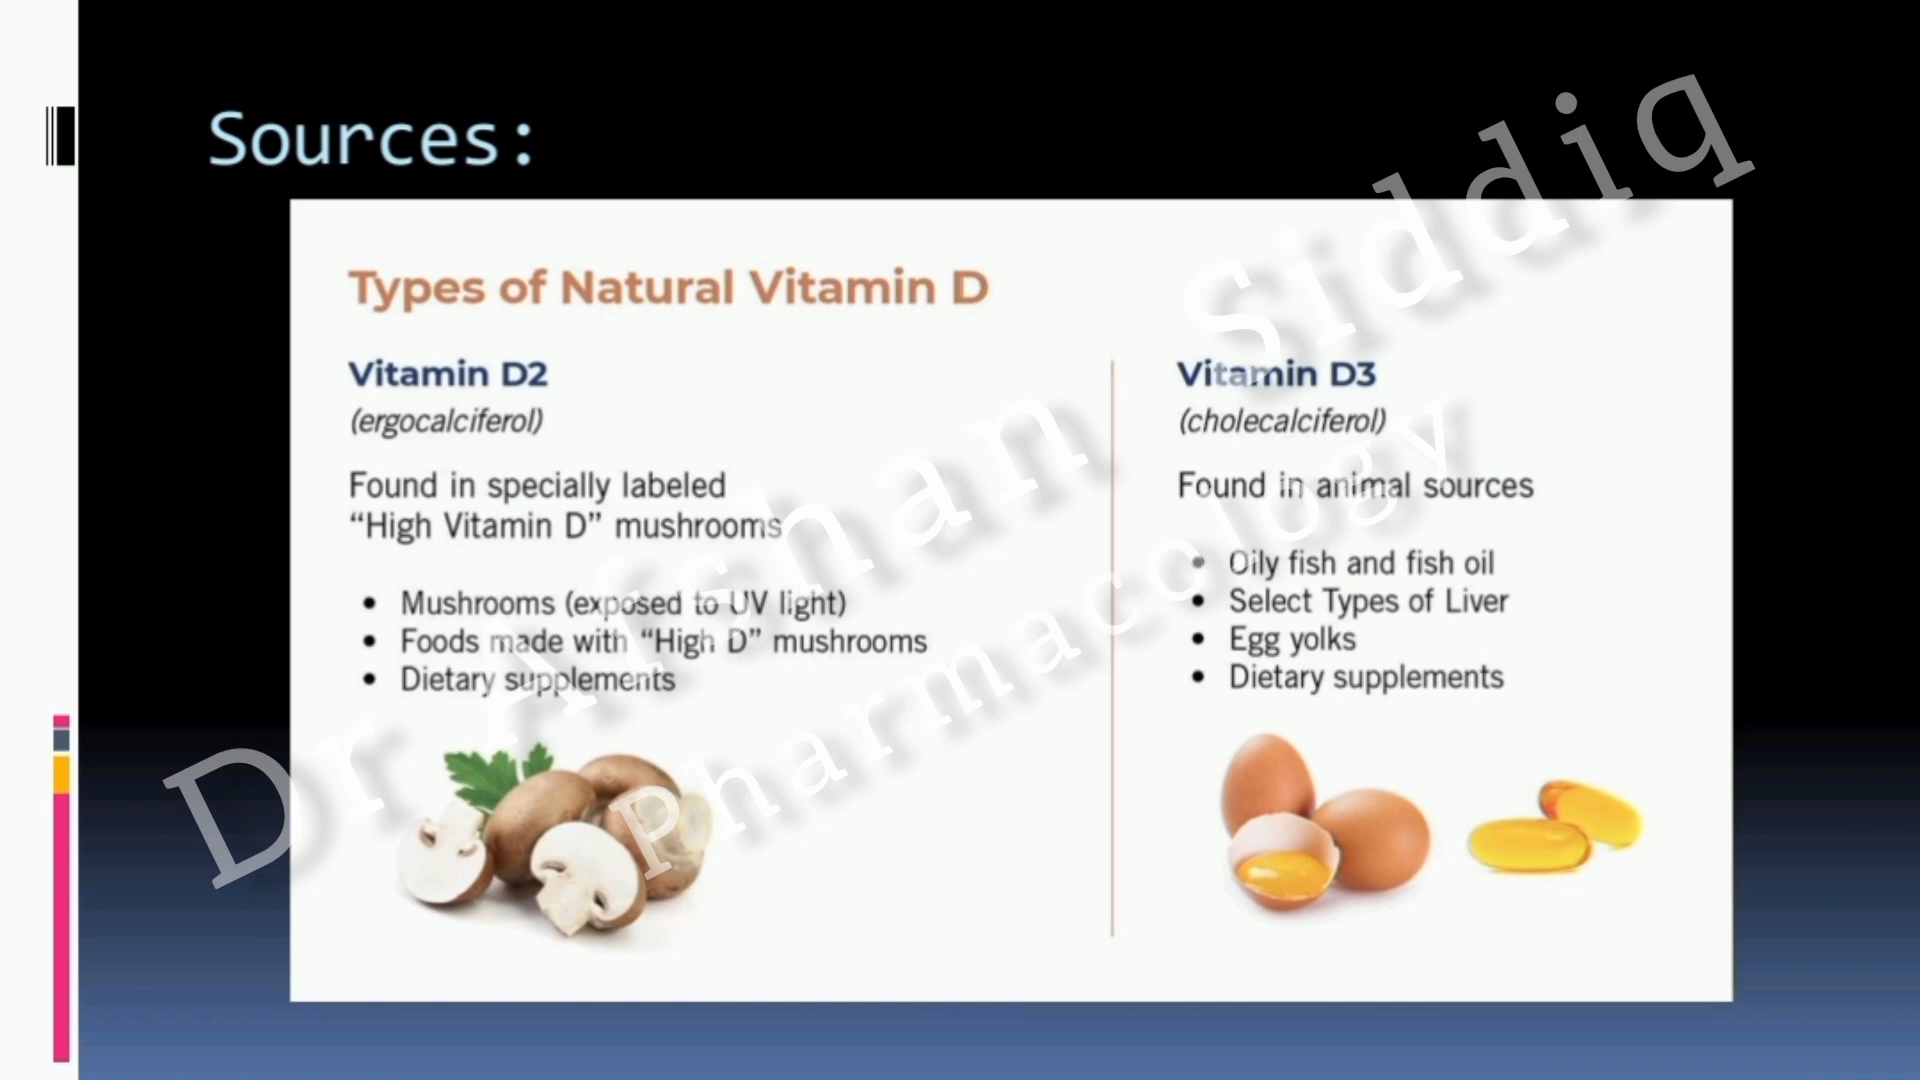 Sources:
Types of Natural Vitamin D
Vitamin D2
(ergocalciferol)
Found in specially labeled
“High Vitamin D” mushrooms
• Mushrooms (exposed to UV light)
• Foods made with “High D” mushrooms
• Dietary supplements
Vitamin D3
(cholecalciferol)
Found in animal sources
• Oily fish and fish oil
• Select Types of Liver
• Egg yolks
• Dietary supplements
Dr Afshan Siddiq
Pharmacology